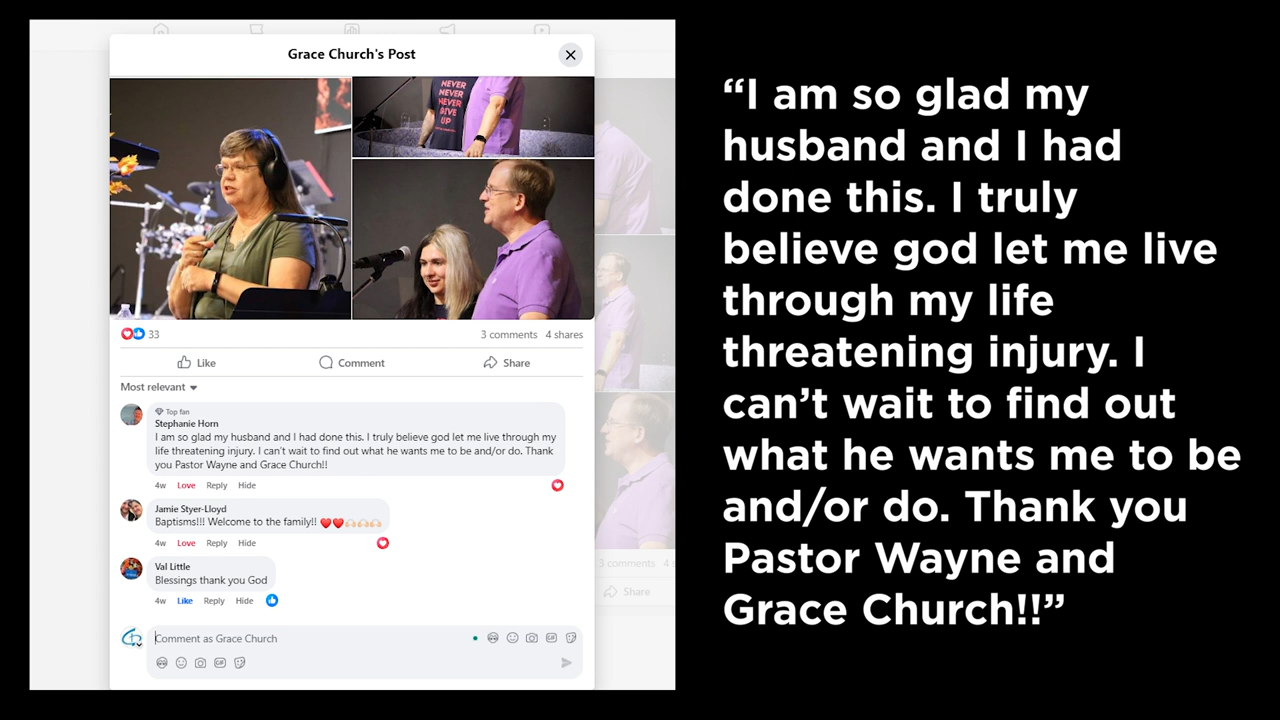 Grace Church's Post
NEVER
NEVER
NEVER
GIVE
UP
33
3 comments 4 shares
Like Comment Share
Most relevant
Top fan
Stephanie Horn
I am so glad my husband and I had done this. I truly believe god let me live through my
life threatening injury. I can't wait to find out what he wants me to be and/or do. Thank
you Pastor Wayne and Grace Church!!
4w Love Reply Hide
Jamie Styer-Lloyd
Baptisms!!! Welcome to the family!! ❤️❤️🙌🏻🙌🏻🙌🏻
4w Love Reply Hide
Val Little
Blessings thank you God
4w Like Reply Hide
Comment as Grace Church
GIF
GIF
3 comments 4
Share
“I am so glad my
husband and I had
done this. I truly
believe god let me live
through my life
threatening injury. I
can’t wait to find out
what he wants me to be
and/or do. Thank you
Pastor Wayne and
Grace Church!!”